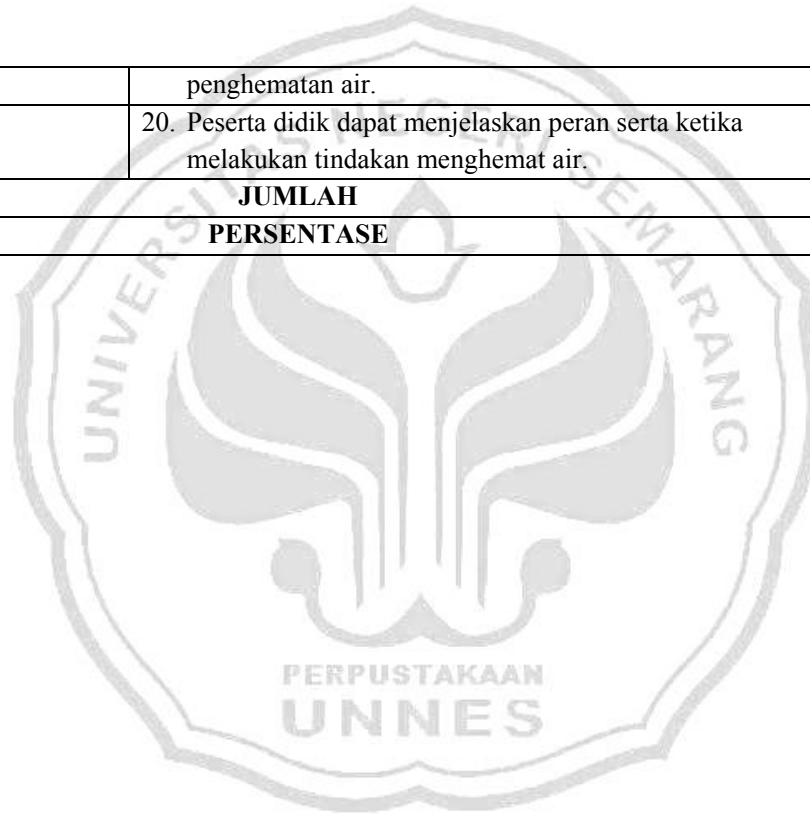 penghematan air.
20. Peserta didik dapat menjelaskan peran serta ketika
melakukan tindakan menghemat air.
JUMLAH
PERSENTASE
UNIVERSITAS NEGERI SEMARANG
PERPUSTAKAAN
UNNES